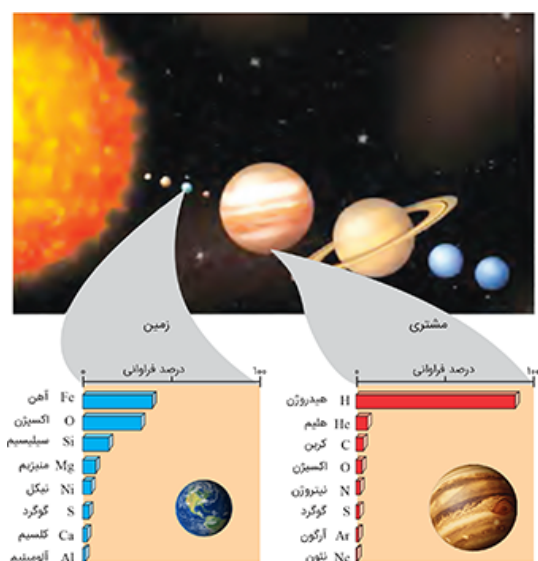 زمین
درصد فراوانی
۰ ۱۰۰
آهن Fe
اکسیژن O
سیلیسیم Si
منیزیم Mg
نیکل Ni
گوگرد S
کلسیم Ca
آلومینیم Al
مشتری
درصد فراوانی
۰ ۱۰۰
هیدروژن H
هلیم He
کربن C
اکسیژن O
نیتروژن N
گوگرد S
آرگون Ar
نئون Ne